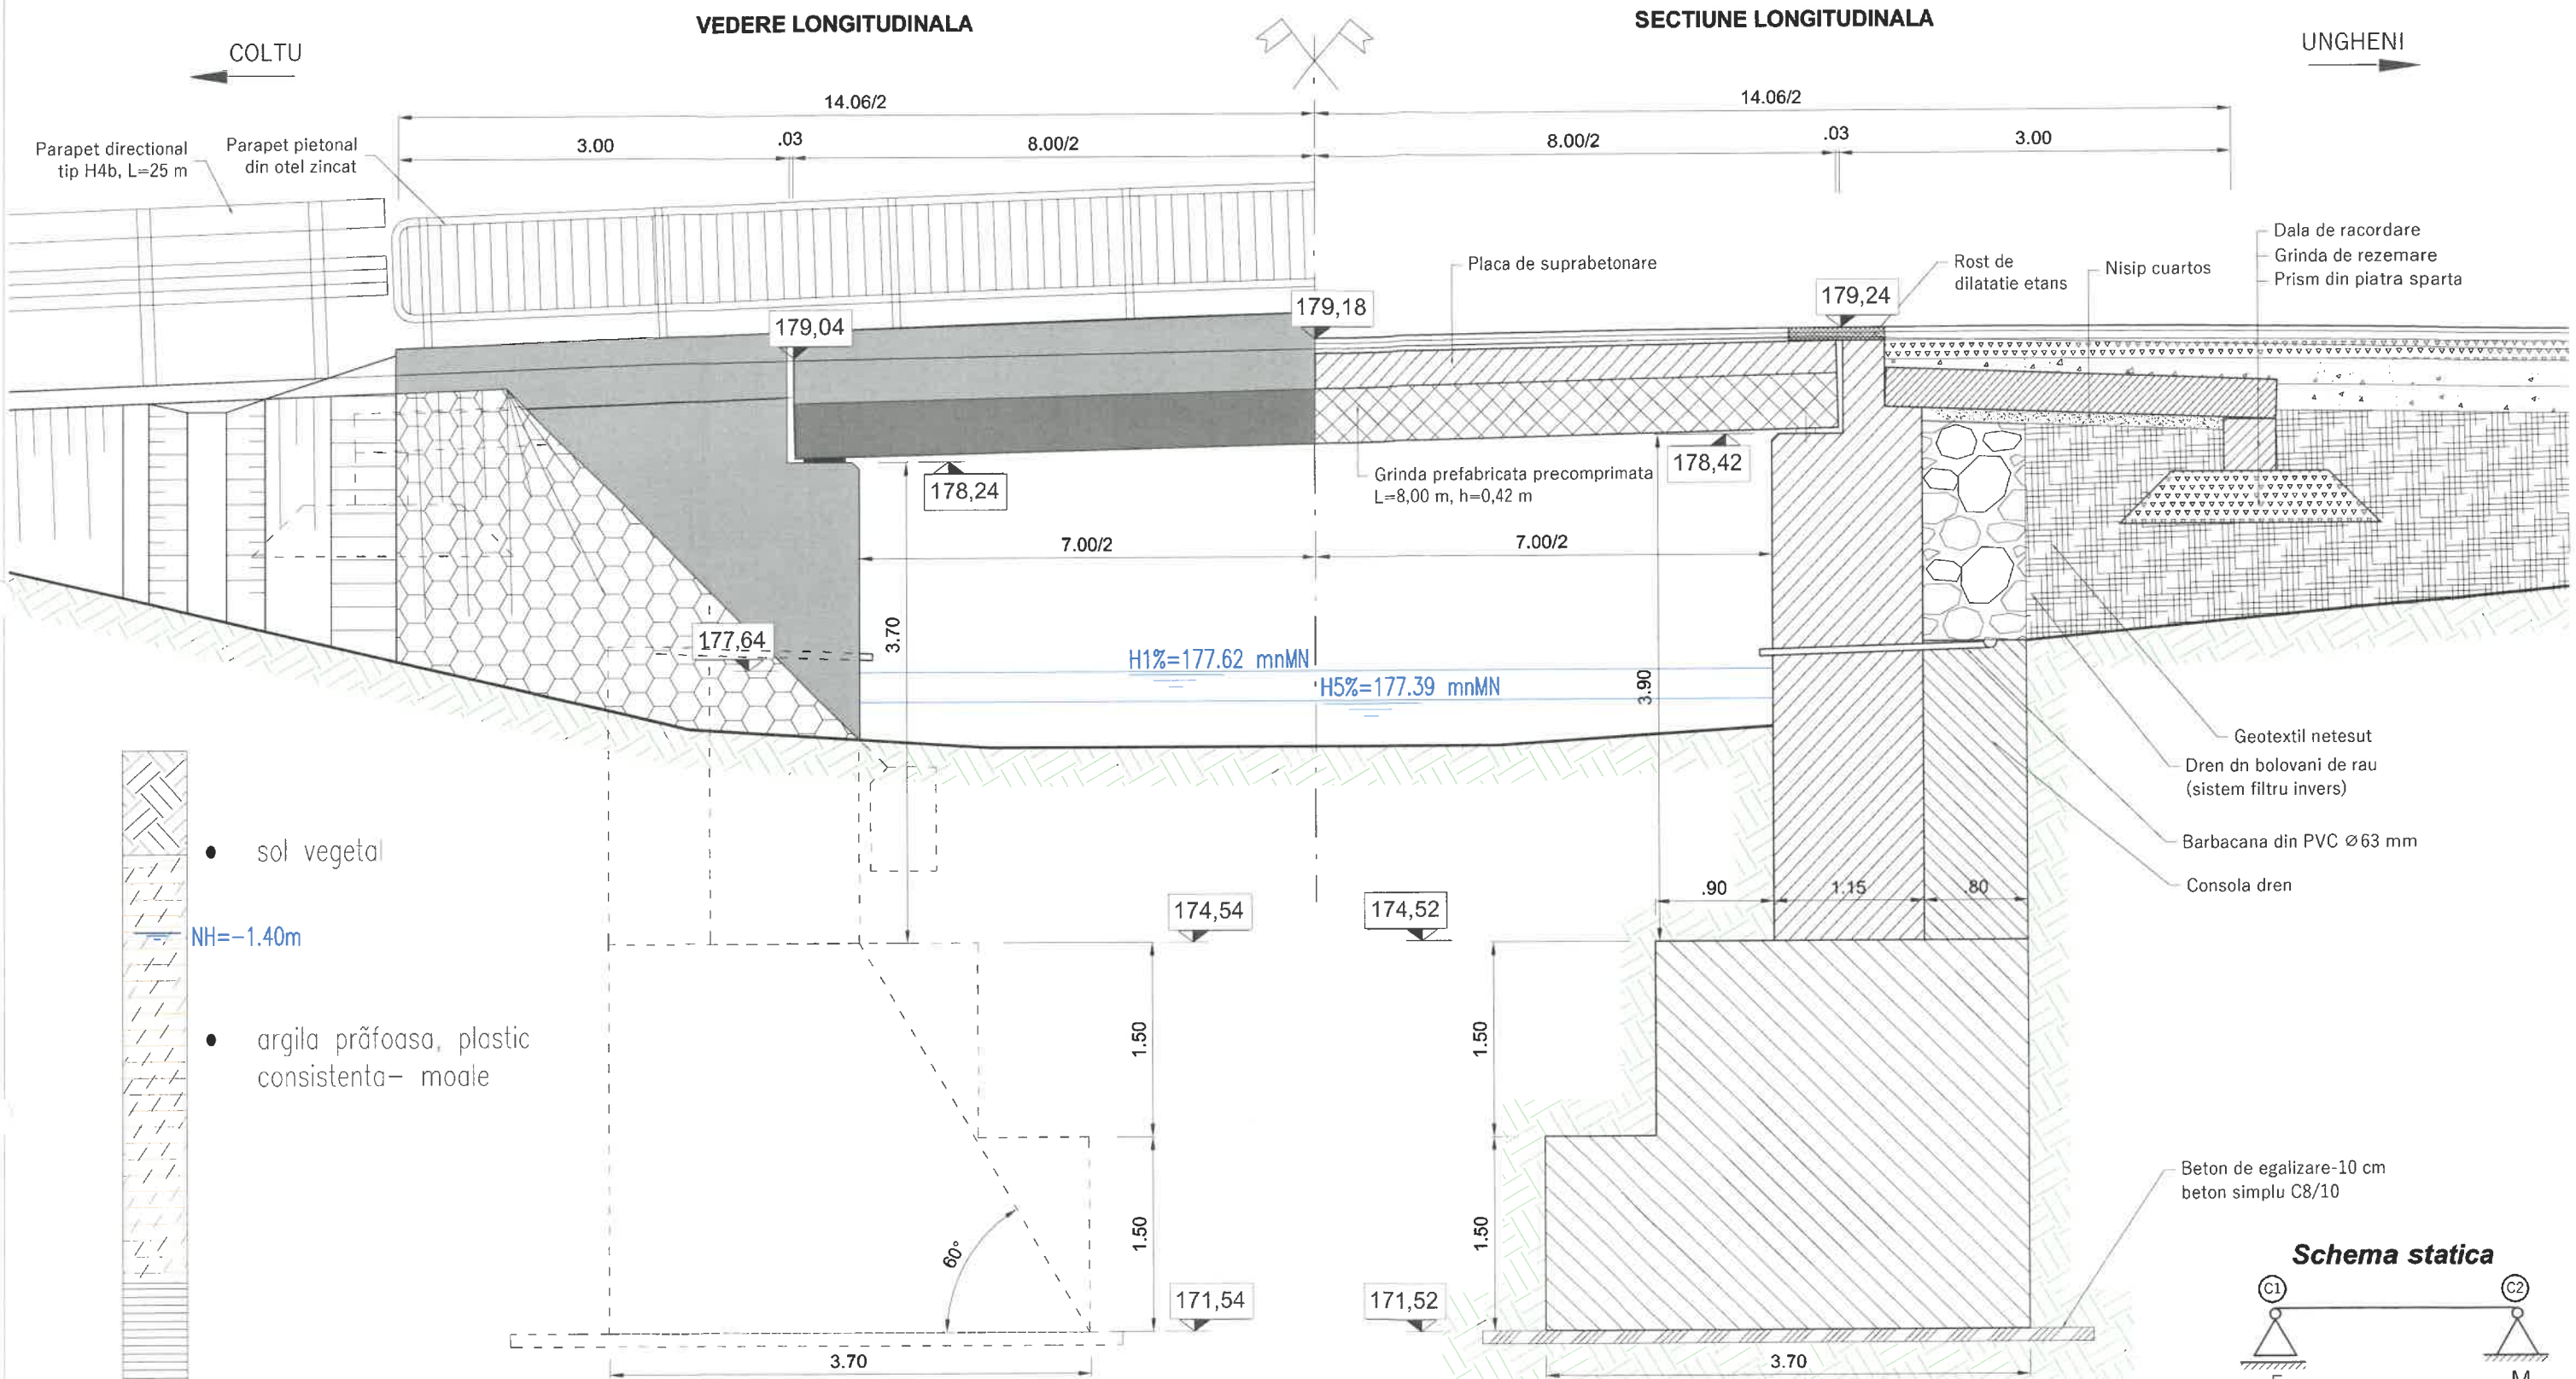 VEDERE LONGITUDINALA
SECTIUNE LONGITUDINALA
COLTU
UNGHENI
14.06/2
14.06/2
3.00
.03
8.00/2
8.00/2
.03
3.00
Parapet directional
tip H4b, L=25 m
Parapet pietonal
din otel zincat
Placa de suprabetonare
Rost de
dilatatie etans
Nisip cuartos
Dala de racordare
Grinda de rezemare
Prism din piatra sparta
179,04
179,18
179,24
178,24
178,42
Grinda prefabricata precomprimata
L=8,00 m, h=0,42 m
7.00/2
7.00/2
3.70
3.90
177,64
H1%=177.62 mnMN
H5%=177.39 mnMN
Geotextil netesut
Dren dn bolovani de rau
(sistem filtru invers)
Barbacana din PVC Ø63 mm
Consola dren
• sol vegetal
NH=-1.40m
• argila prãfoasa, plastic
consistenta- moale
.90
1.15
.80
174,54
174,52
1.50
1.50
1.50
1.50
60°
171,54
171,52
3.70
3.70
Beton de egalizare-10 cm
beton simplu C8/10
Schema statica
C1
C2
F
M